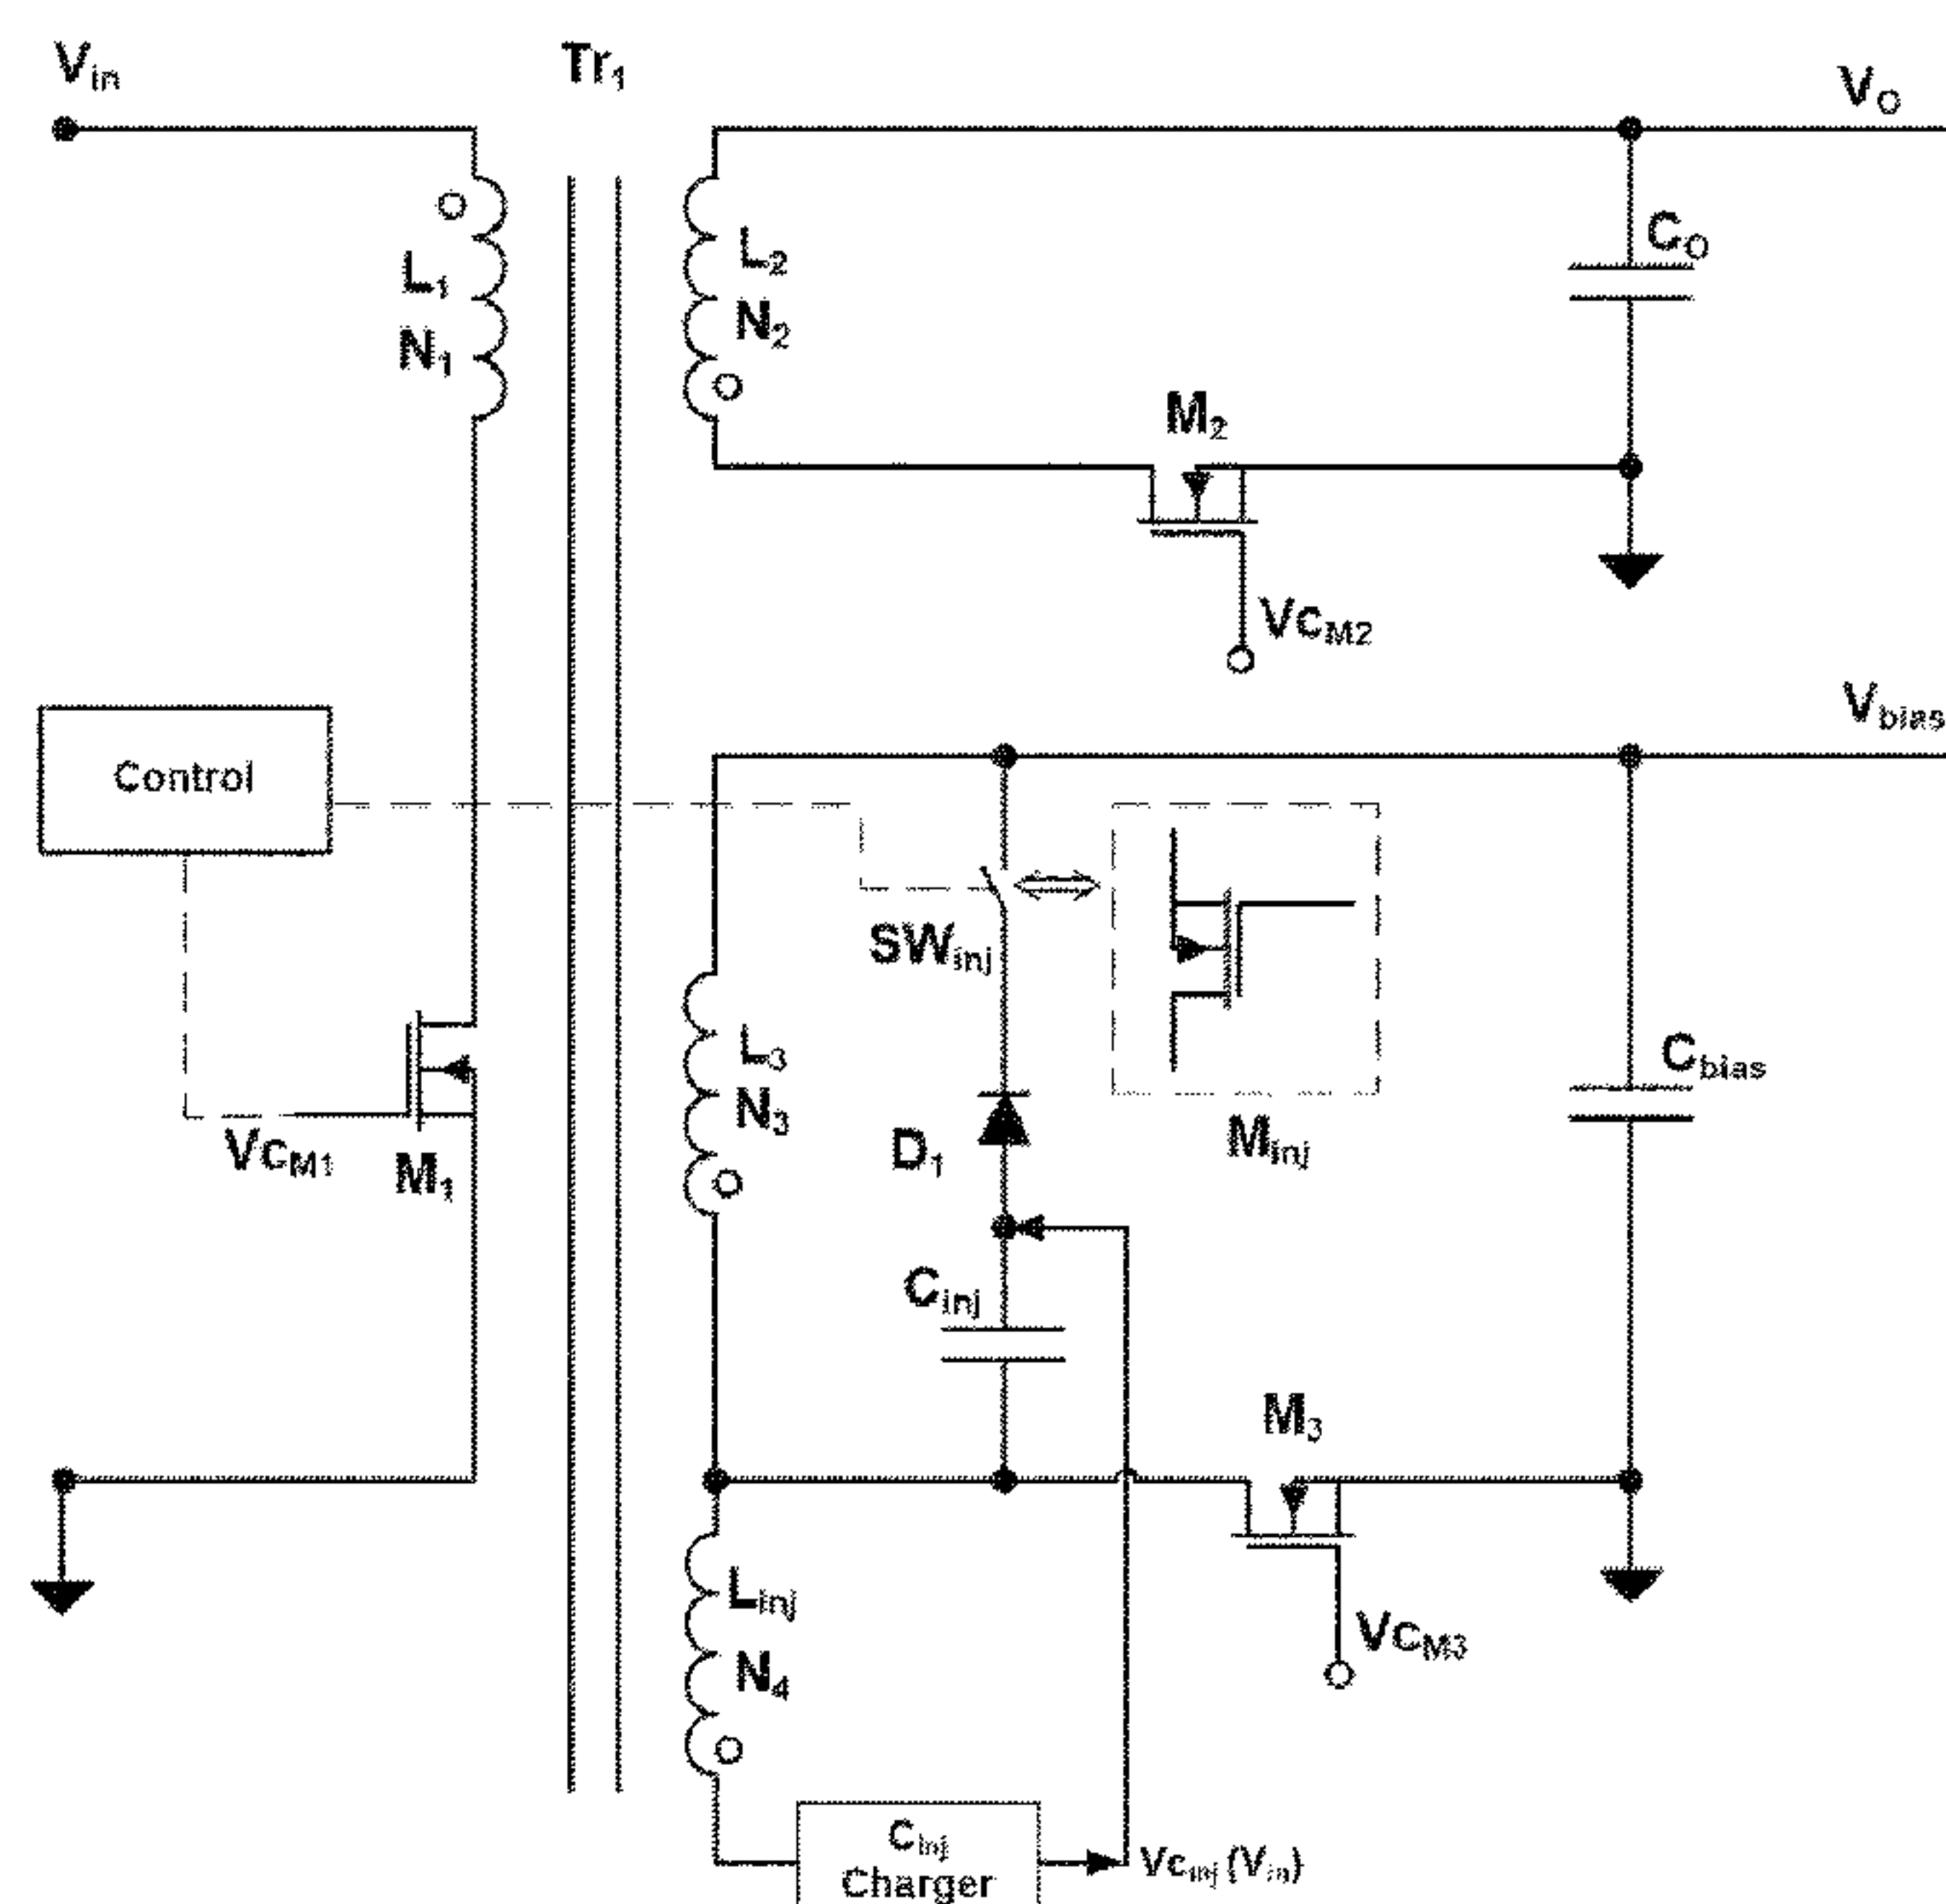 Vin
Tr1
VO
L1
N1
L2
N2
CO
M2
VCM2
Vbias
Control
SWinj
L3
N3
D1
Minj
Cbias
VCM1
M1
Cinj
M3
Linj
N4
VCM3
Cinj
Charger
Vcinj (Vin)